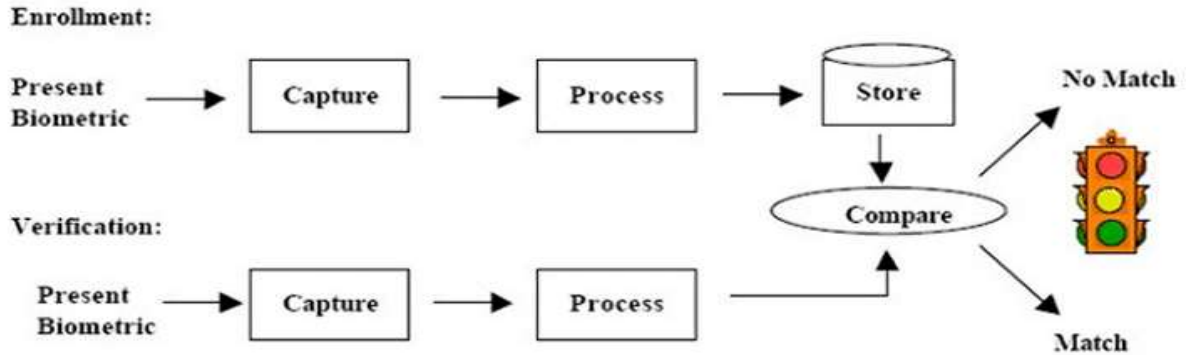 Enrollment:
Present
Biometric
Capture
Process
Store
No Match
Compare
Verification:
Present
Biometric
Capture
Process
Match